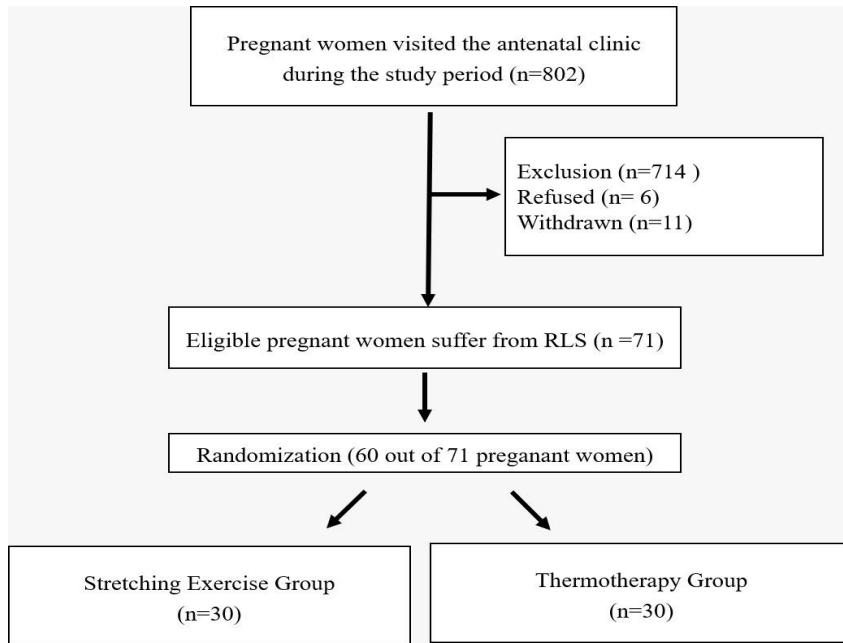 Pregnant women visited the antenatal clinic
during the study period (n=802)
Exclusion (n=714 )
Refused (n= 6)
Withdrawn (n=11)
Eligible pregnant women suffer from RLS (n =71)
Randomization (60 out of 71 preganant women)
Stretching Exercise Group
(n=30)
Thermotherapy Group
(n=30)